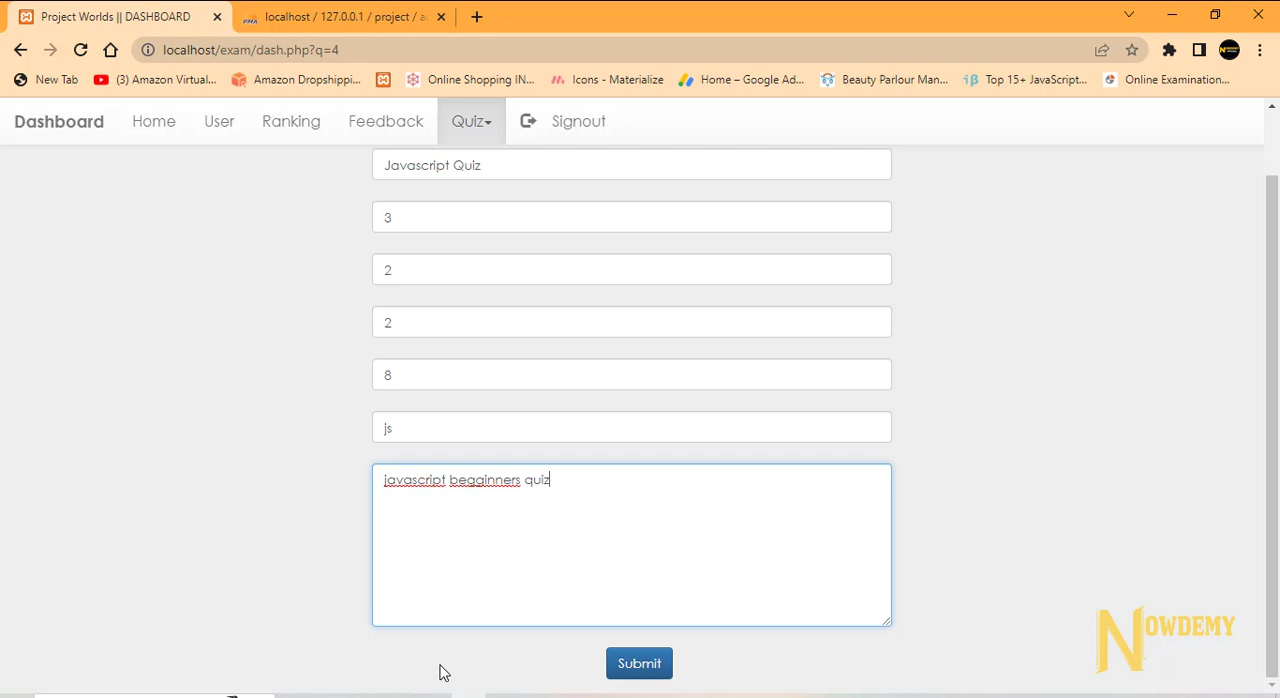 Project Worlds || DASHBOARD
localhost / 127.0.0.1 / project / a
localhost/exam/dash.php?q=4
New Tab
(3) Amazon Virtual...
Amazon Dropshippi...
Online Shopping IN...
Icons - Materialize
Home – Google Ad...
Beauty Parlour Man...
Top 15+ JavaScript...
Online Examination...
Dashboard
Home
User
Ranking
Feedback
Quiz
Signout
Javascript Quiz
3
2
2
8
js
javascript begginners quiz
Submit
NOWDEMY